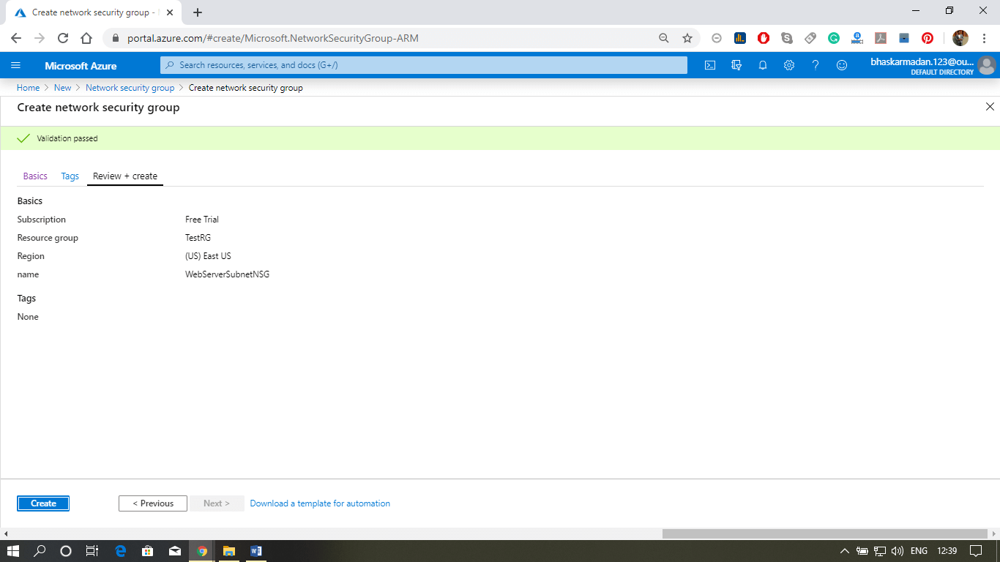 Create network security group -
portal.azure.com/#create/Microsoft.NetworkSecurityGroup-ARM
Microsoft Azure
Search resources, services, and docs (G+/)
bhaskarmadan.123@ou...
DEFAULT DIRECTORY
Home > New > Network security group > Create network security group
Create network security group
Validation passed
Basics Tags Review + create
Basics
Subscription Free Trial
Resource group TestRG
Region (US) East US
name WebServerSubnetNSG
Tags
None
Create < Previous Next > Download a template for automation
ENG 12:39